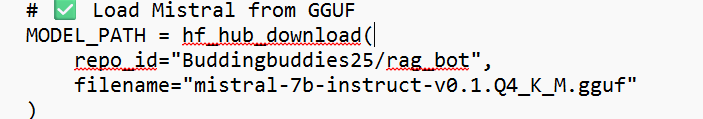 # ✅ Load Mistral from GGUF
MODEL_PATH = hf_hub_download(
    repo_id="Buddingbuddies25/rag_bot",
    filename="mistral-7b-instruct-v0.1.Q4_K_M.gguf"
)